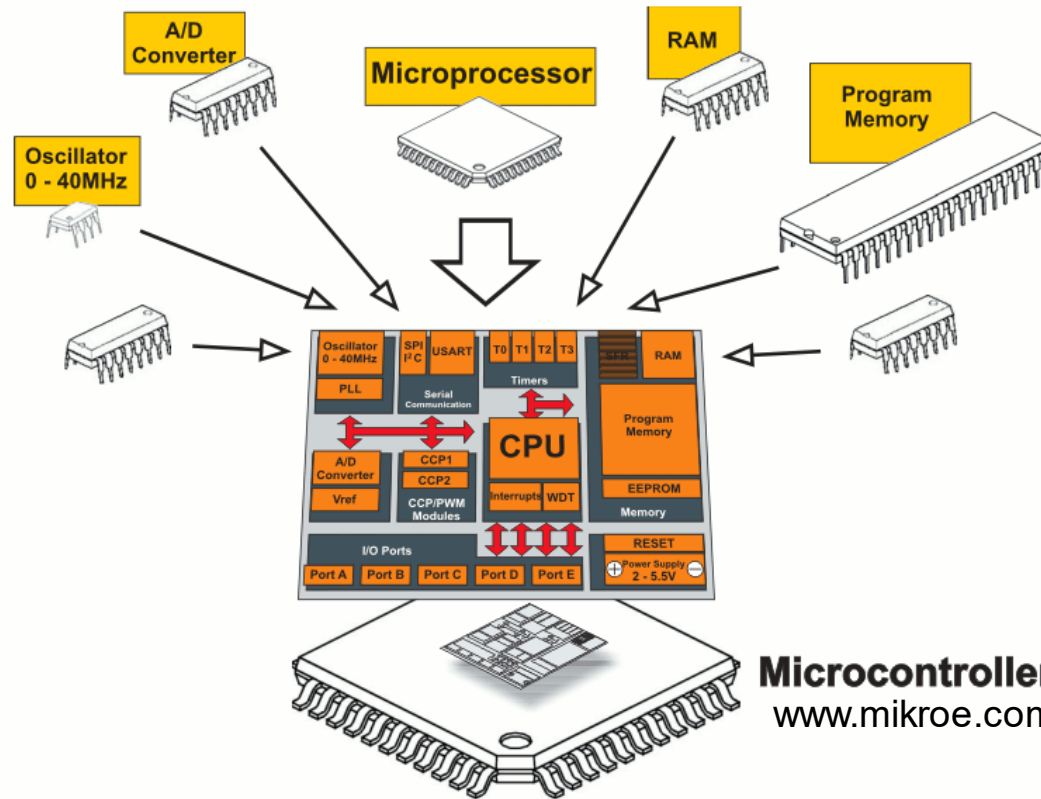 A/D
Converter
Microprocessor
RAM
Program
Memory
Oscillator
0 - 40MHz
Oscillator
0 - 40MHz
PLL
SPI
I²C
USART
Serial
Communication
T0
T1
T2
T3
Timers
SFR
RAM
Program
Memory
EEPROM
Memory
A/D
Converter
Vref
CCP1
CCP2
CCP/PWM
Modules
CPU
Interrupts
WDT
I/O Ports
Port A
Port B
Port C
Port D
Port E
RESET
+
Power Supply
2 - 5.5V
−
Microcontroller
www.mikroe.com